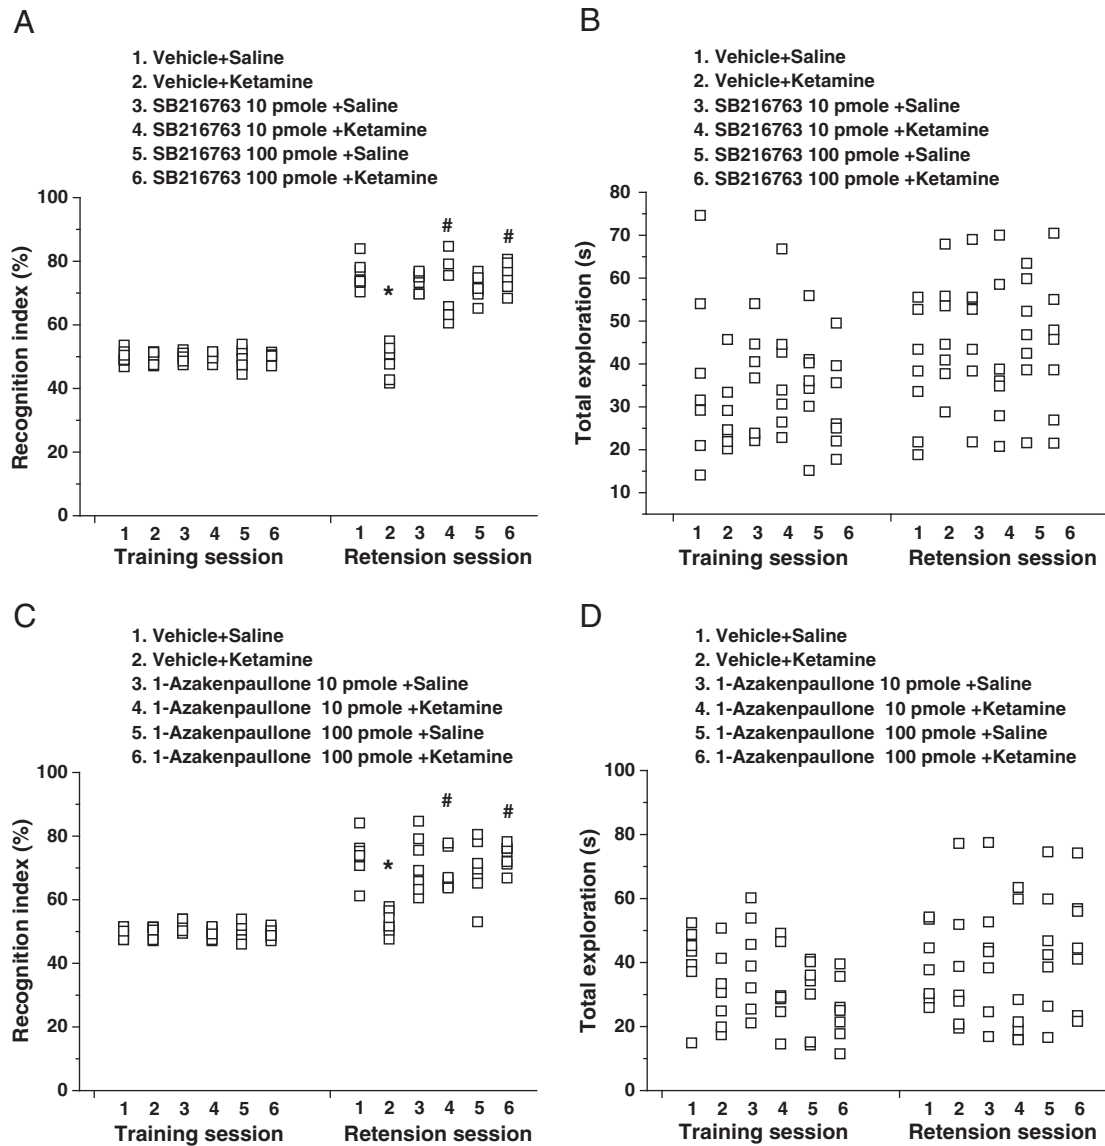 A
1. Vehicle+Saline
2. Vehicle+Ketamine
3. SB216763 10 pmole +Saline
4. SB216763 10 pmole +Ketamine
5. SB216763 100 pmole +Saline
6. SB216763 100 pmole +Ketamine
Recognition index (%)
100
80
60
40
20
0
*
#
#
1 2 3 4 5 6 1 2 3 4 5 6
Training session Retension session
B
1. Vehicle+Saline
2. Vehicle+Ketamine
3. SB216763 10 pmole +Saline
4. SB216763 10 pmole +Ketamine
5. SB216763 100 pmole +Saline
6. SB216763 100 pmole +Ketamine
Total exploration (s)
80
70
60
50
40
30
20
10
1 2 3 4 5 6 1 2 3 4 5 6
Training session Retension session
C
1. Vehicle+Saline
2. Vehicle+Ketamine
3. 1-Azakenpaullone 10 pmole +Saline
4. 1-Azakenpaullone 10 pmole +Ketamine
5. 1-Azakenpaullone 100 pmole +Saline
6. 1-Azakenpaullone 100 pmole +Ketamine
Recognition index (%)
100
80
60
40
20
0
*
#
#
1 2 3 4 5 6 1 2 3 4 5 6
Training session Retension session
D
1. Vehicle+Saline
2. Vehicle+Ketamine
3. 1-Azakenpaullone 10 pmole +Saline
4. 1-Azakenpaullone 10 pmole +Ketamine
5. 1-Azakenpaullone 100 pmole +Saline
6. 1-Azakenpaullone 100 pmole +Ketamine
Total exploration (s)
100
80
60
40
20
0
1 2 3 4 5 6 1 2 3 4 5 6
Training session Retension session